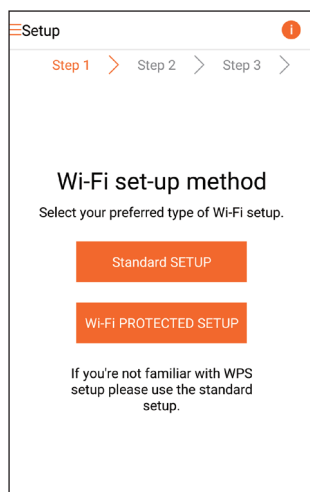 Setup
i
Step 1 Step 2 Step 3
Wi-Fi set-up method
Select your preferred type of Wi-Fi setup.
Standard SETUP
Wi-Fi PROTECTED SETUP
If you're not familiar with WPS
setup please use the standard
setup.